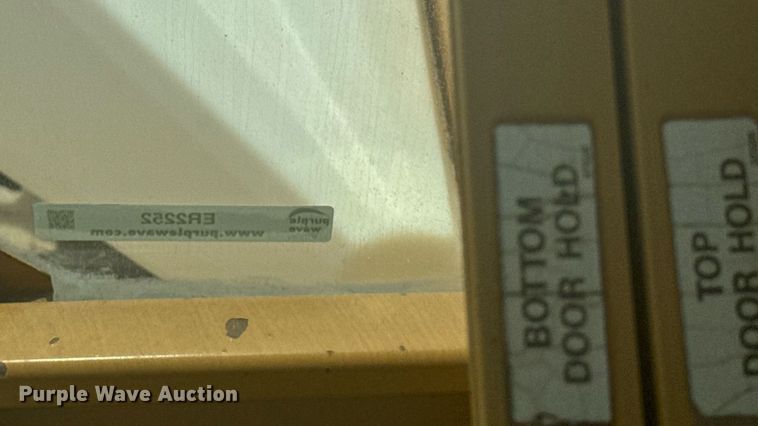 ER2252
www.purplewave.com
purple
wave
BOTTOM
DOOR HOLD
TOP
DOOR HOLD
Purple Wave Auction